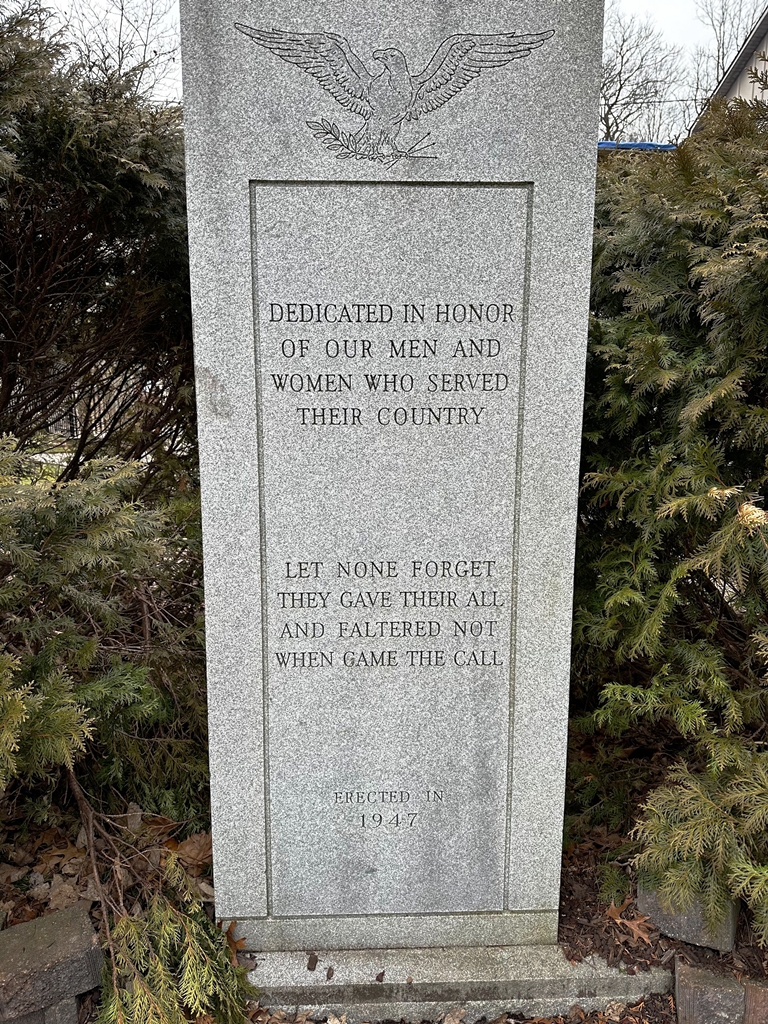 DEDICATED IN HONOR
OF OUR MEN AND
WOMEN WHO SERVED
THEIR COUNTRY
LET NONE FORGET
THEY GAVE THEIR ALL
AND FALTERED NOT
WHEN GAME THE CALL
ERECTED IN
1947